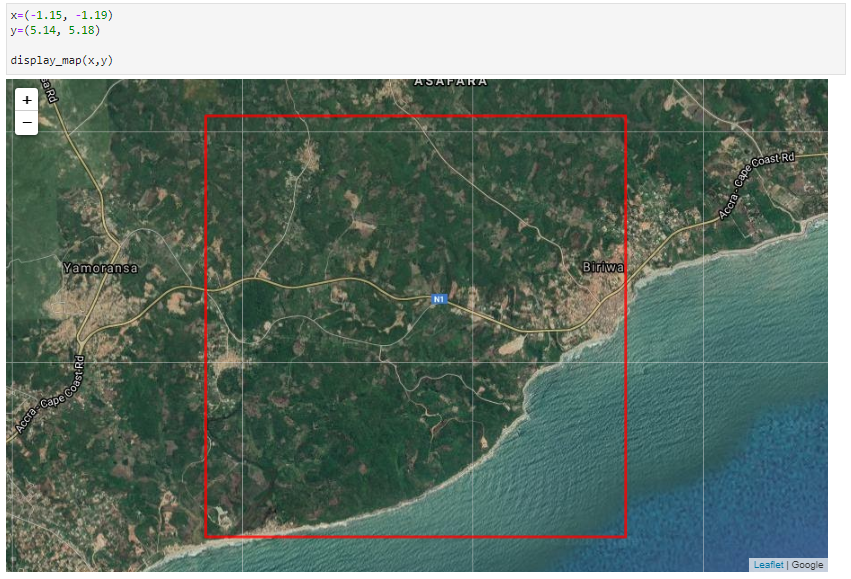 x=(-1.15, -1.19)
y=(5.14, 5.18)
display_map(x,y)
+
−
ASAFARA
Accra - Cape Coast Rd
Yamoransa
Biriwa
N1
Accra - Cape Coast Rd
Leaflet | Google